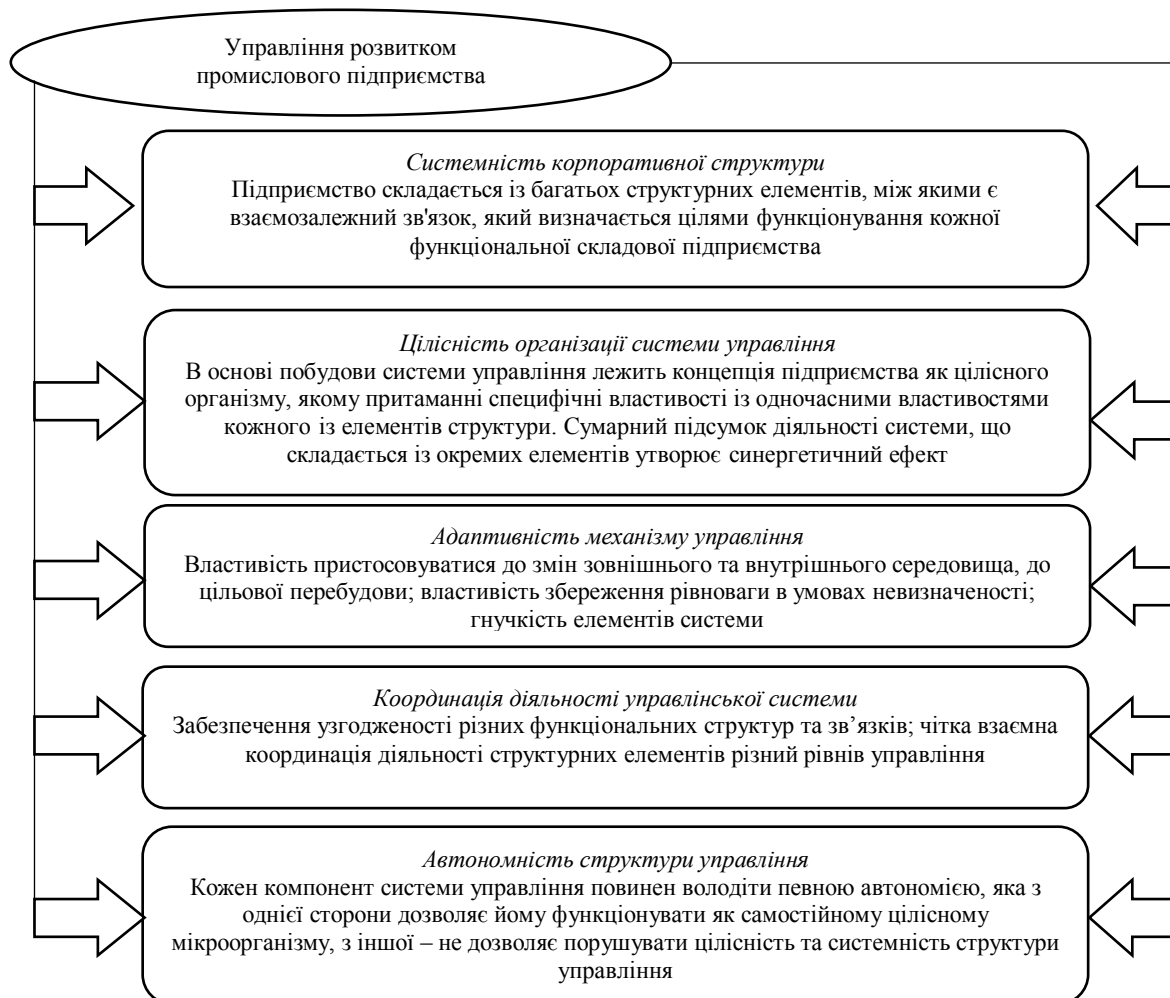 Управління розвитком
промислового підприємства
Системність корпоративної структури
Підприємство складається із багатьох структурних елементів, між якими є
взаємозалежний зв'язок, який визначається цілями функціонування кожної
функціональної складової підприємства
Цілісність організації системи управління
В основі побудови системи управління лежить концепція підприємства як цілісного
організму, якому притаманні специфічні властивості із одночасними властивостями
кожного із елементів структури. Сумарний підсумок діяльності системи, що
складається із окремих елементів утворює синергетичний ефект
Адаптивність механізму управління
Властивість пристосовуватися до змін зовнішнього та внутрішнього середовища, до
цільової перебудови; властивість збереження рівноваги в умовах невизначеності;
гнучкість елементів системи
Координація діяльності управлінської системи
Забезпечення узгодженості різних функціональних структур та зв’язків; чітка взаємна
координація діяльності структурних елементів різний рівнів управління
Автономність структури управління
Кожен компонент системи управління повинен володіти певною автономією, яка з
однієї сторони дозволяє йому функціонувати як самостійному цілісному
мікроорганізму, з іншої – не дозволяє порушувати цілісність та системність структури
управління